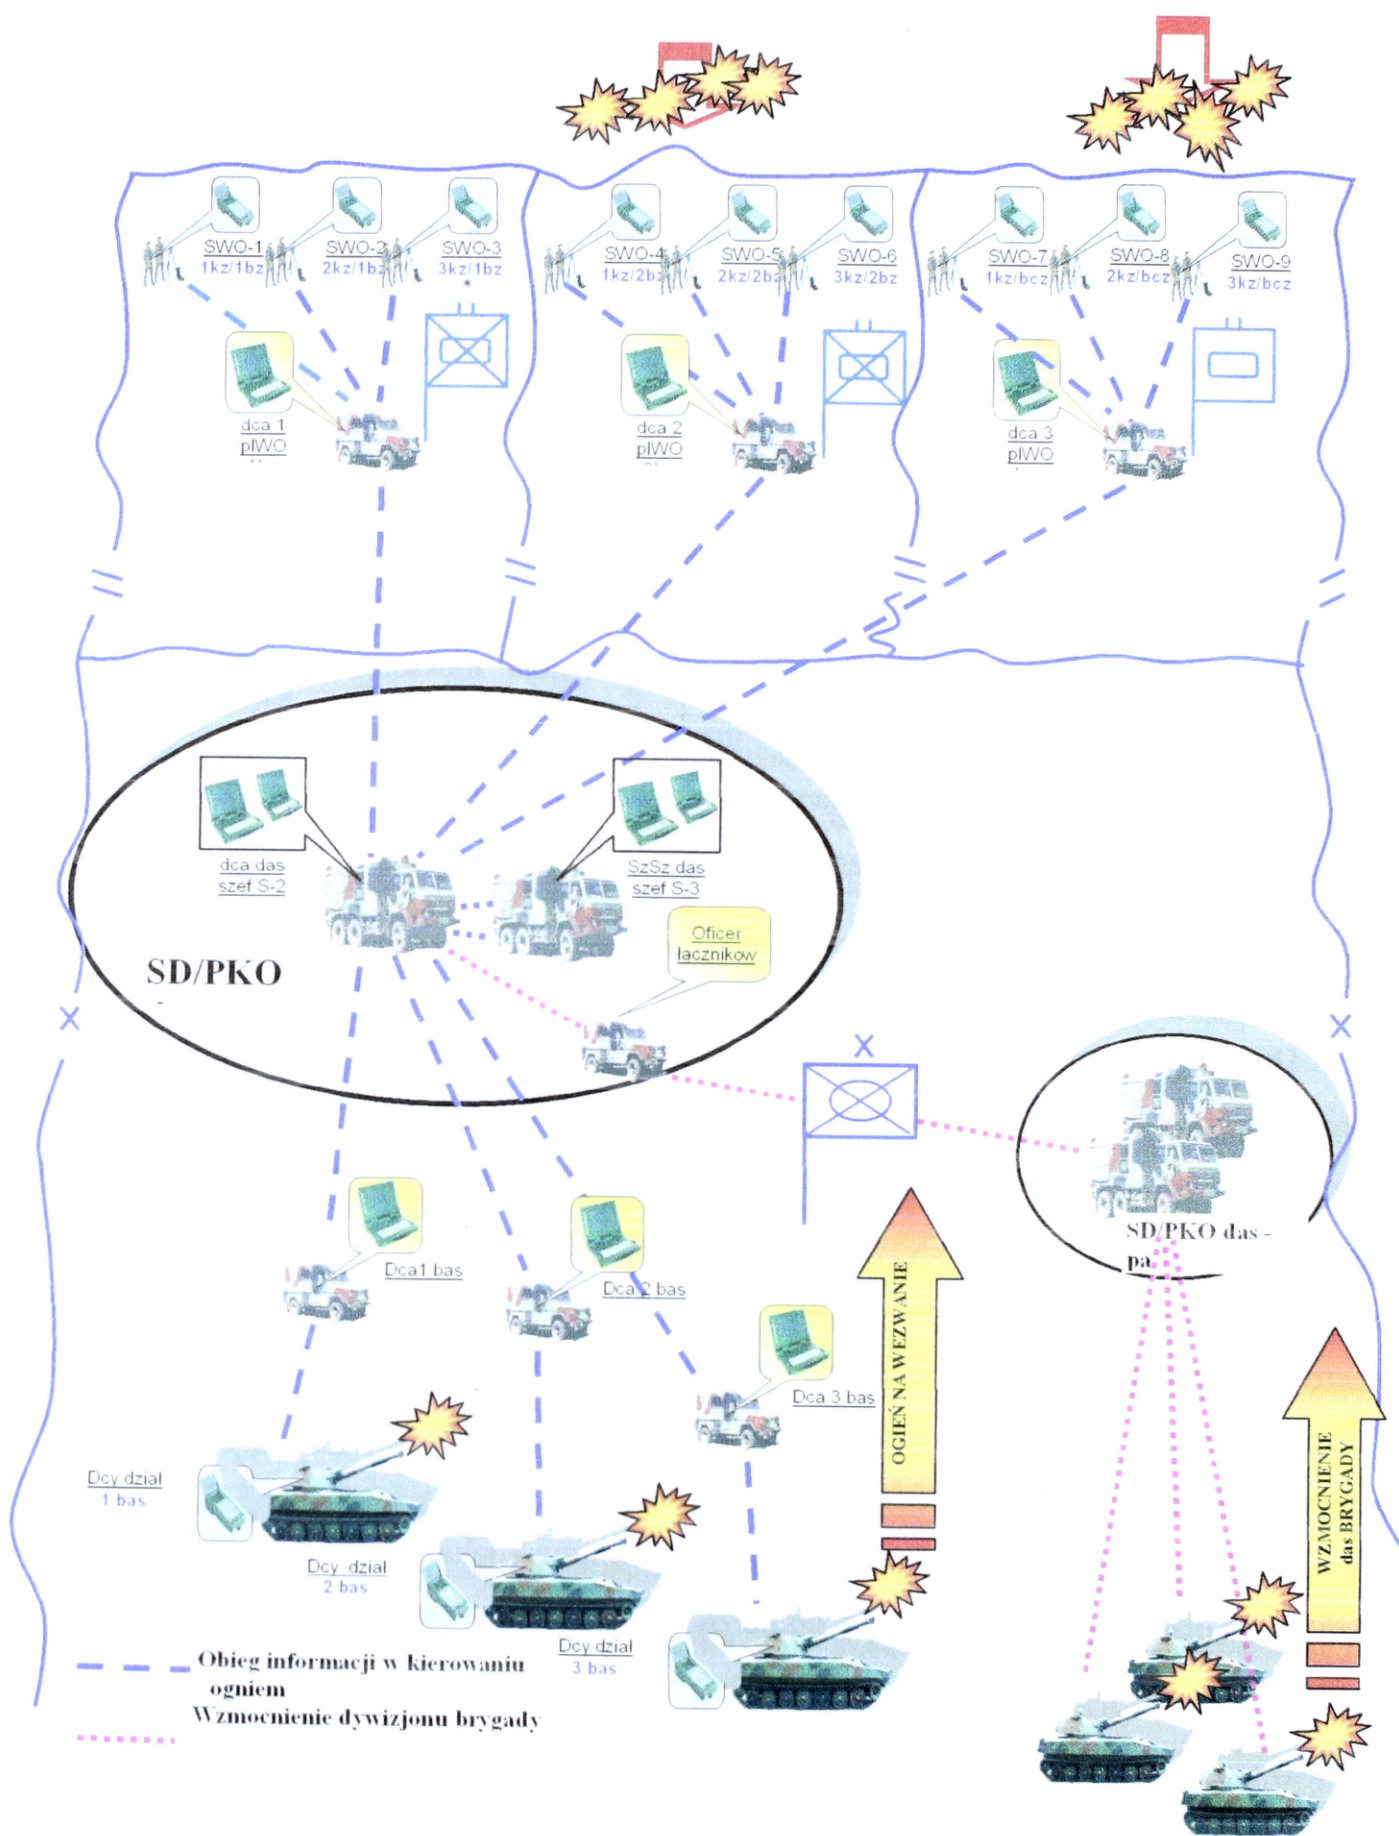 SWO-1
1kz/1bz
SWO-2
2kz/1bz
SWO-3
3kz/1bz
SWO-4
1kz/2bz
SWO-5
2kz/2bz
SWO-6
3kz/2bz
SWO-7
1kz/bcz
SWO-8
2kz/bcz
SWO-9
3kz/bcz
dca 1
plWO
dca 2
plWO
dca 3
plWO
dca das
szef S-2
SzSz das
szef S-3
Oficer
łącznikow
SD/PKO
X
X
X
SD/PKO das -
pa
Dca1 bas
Dca 2 bas
Dca 3 bas
OGIEŃ NA WEZWANIE
WZMOCNIENIE
das BRYGADY
Dcy dział
1 bas
Dcy dział
2 bas
Dcy dział
3 bas
Obieg informacji w kierowaniu
ogniem
Wzmocnienie dywizjonu brygady